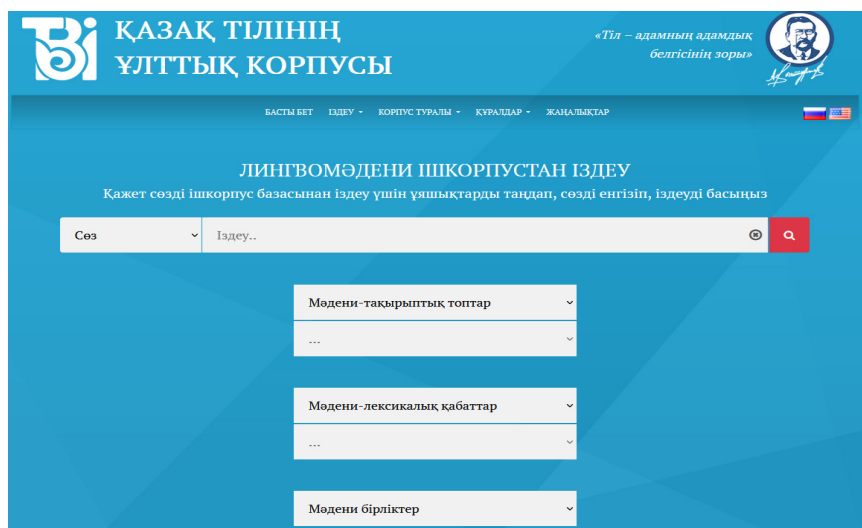 ҚАЗАҚ ТІЛІНІҢ
ҰЛТТЫҚ КОРПУСЫ
«Тіл – адамның адамдық
белгісінің зоры»
БАСТЫ БЕТ ІЗДЕУ КОРПУС ТУРАЛЫ ҚҰРАЛДАР ЖАҢАЛЫҚТАР
ЛИНГВОМӘДЕНИ ІШКОРПУСТАН ІЗДЕУ
Қажет сөзді ішкорпус базасынан іздеу үшін ұяшықтарды таңдап, сөзді енгізіп, іздеуді басыңыз
Сөз Іздеу..
Мәдени-тақырыптық топтар
---
Мәдени-лексикалық қабаттар
---
Мәдени бірліктер